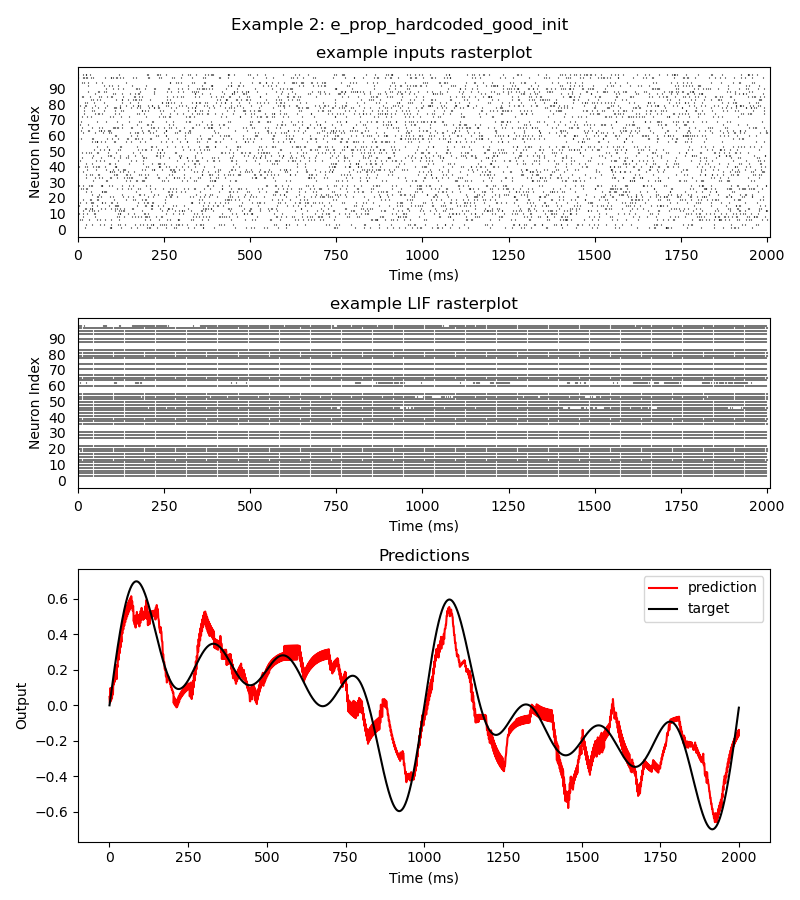 Example 2: e_prop_hardcoded_good_init
example inputs rasterplot
Neuron Index
90
80
70
60
50
40
30
20
10
0
0 250 500 750 1000 1250 1500 1750 2000
Time (ms)
example LIF rasterplot
Neuron Index
90
80
70
60
50
40
30
20
10
0
0 250 500 750 1000 1250 1500 1750 2000
Time (ms)
Predictions
prediction
target
Output
0.6
0.4
0.2
0.0
−0.2
−0.4
−0.6
0 250 500 750 1000 1250 1500 1750 2000
Time (ms)